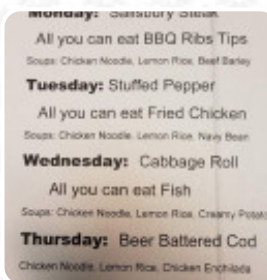 Monday: Salisbury Steak
All you can eat BBQ Ribs Tips
Soups: Chicken Noodle, Lemon Rice, Beef Barley
Tuesday: Stuffed Pepper
All you can eat Fried Chicken
Soups: Chicken Noodle, Lemon Rice, Navy Bean
Wednesday: Cabbage Roll
All you can eat Fish
Soups: Chicken Noodle, Lemon Rice, Creamy Potato
Thursday: Beer Battered Cod
Chicken Noodle, Lemon Rice, Chicken Enchilada